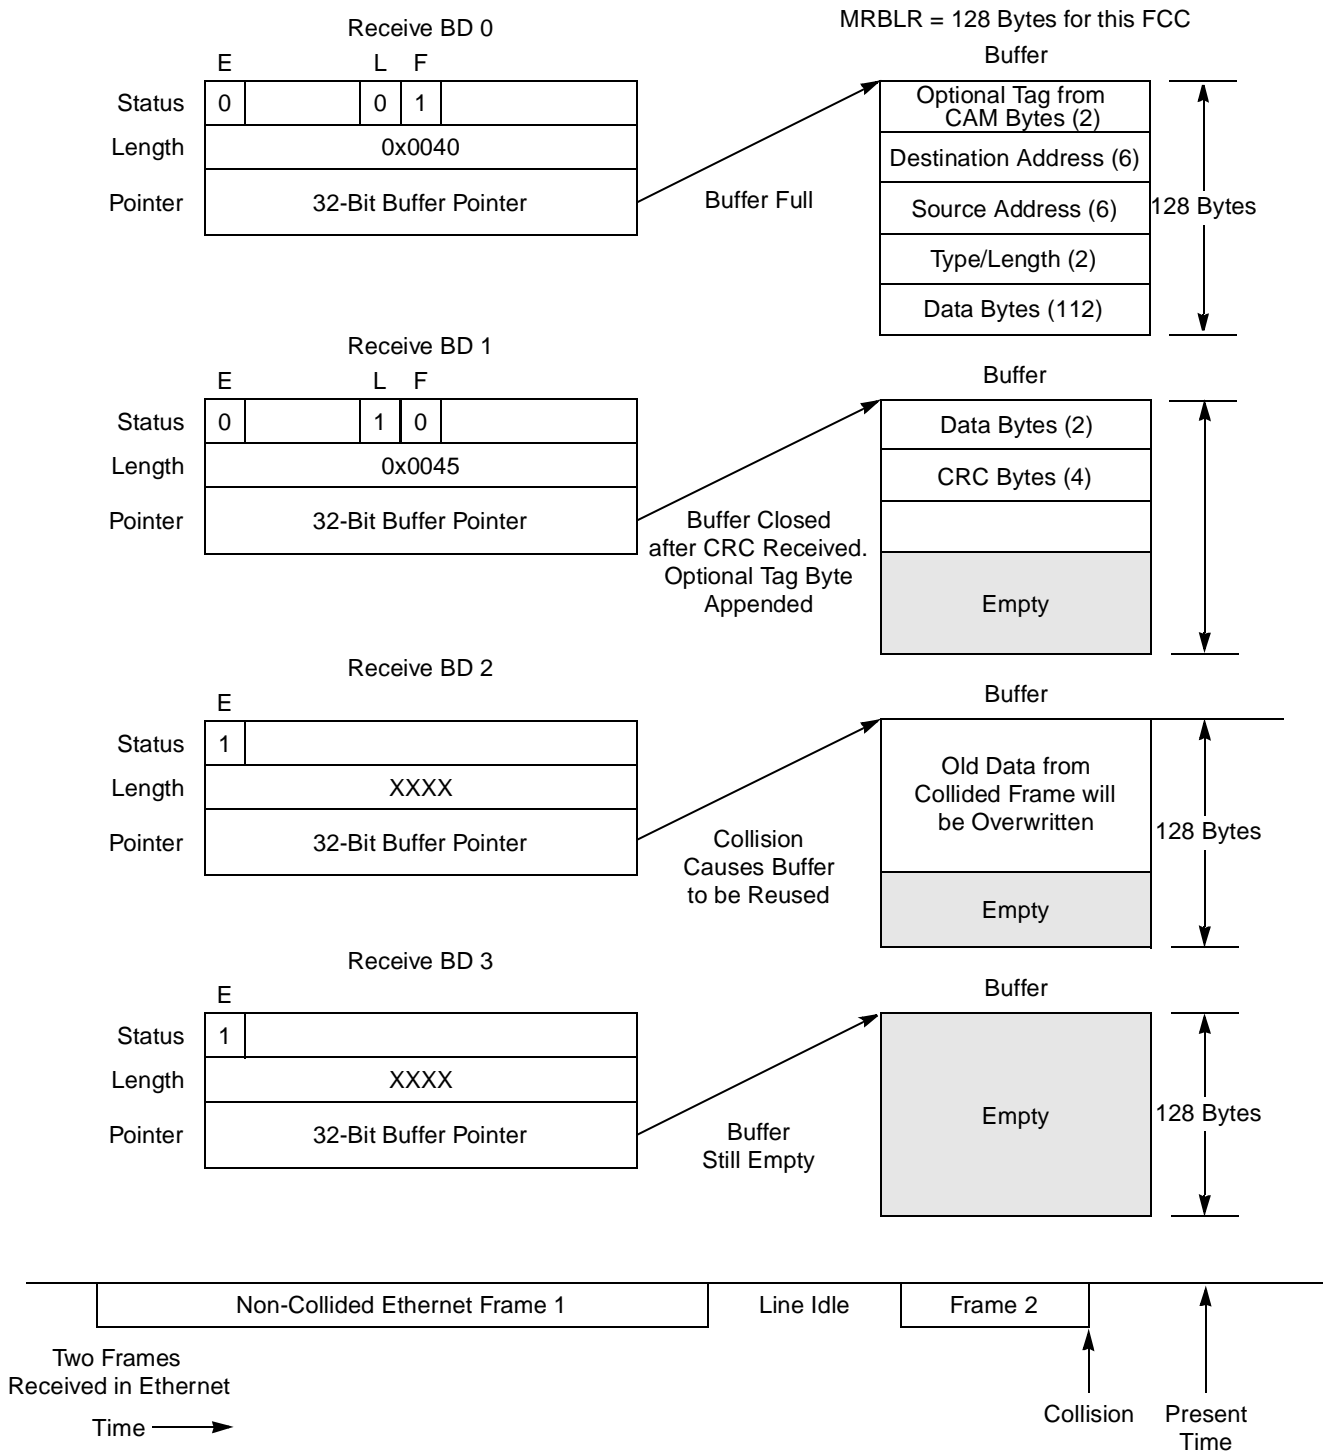 MRBLR = 128 Bytes for this FCC
Receive BD 0
Buffer
E L F
Status 0 0 1
Length 0x0040
Pointer 32-Bit Buffer Pointer
Buffer Full
Optional Tag from
CAM Bytes (2)
Destination Address (6)
Source Address (6)
Type/Length (2)
Data Bytes (112)
128 Bytes
Receive BD 1
Buffer
E L F
Status 0 1 0
Length 0x0045
Pointer 32-Bit Buffer Pointer
Buffer Closed
after CRC Received.
Optional Tag Byte
Appended
Data Bytes (2)
CRC Bytes (4)
Empty
Receive BD 2
Buffer
E
Status 1
Length XXXX
Pointer 32-Bit Buffer Pointer
Collision
Causes Buffer
to be Reused
Old Data from
Collided Frame will
be Overwritten
Empty
128 Bytes
Receive BD 3
Buffer
E
Status 1
Length XXXX
Pointer 32-Bit Buffer Pointer
Buffer
Still Empty
Empty
128 Bytes
Non-Collided Ethernet Frame 1 Line Idle Frame 2
Two Frames
Received in Ethernet
Time
Collision
Present
Time